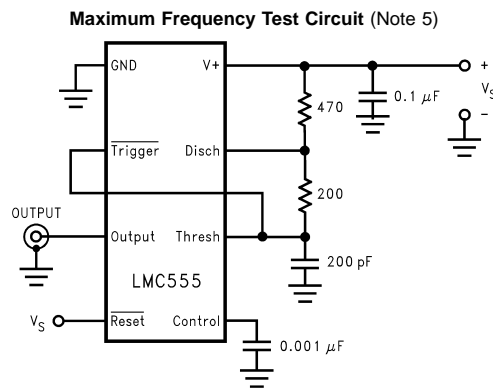 Maximum Frequency Test Circuit (Note 5)
GND
V+
+
470
0.1 μF
VS
Trigger
Disch
−
200
OUTPUT
Output
Thresh
200 pF
LMC555
VS
Reset
Control
0.001 μF